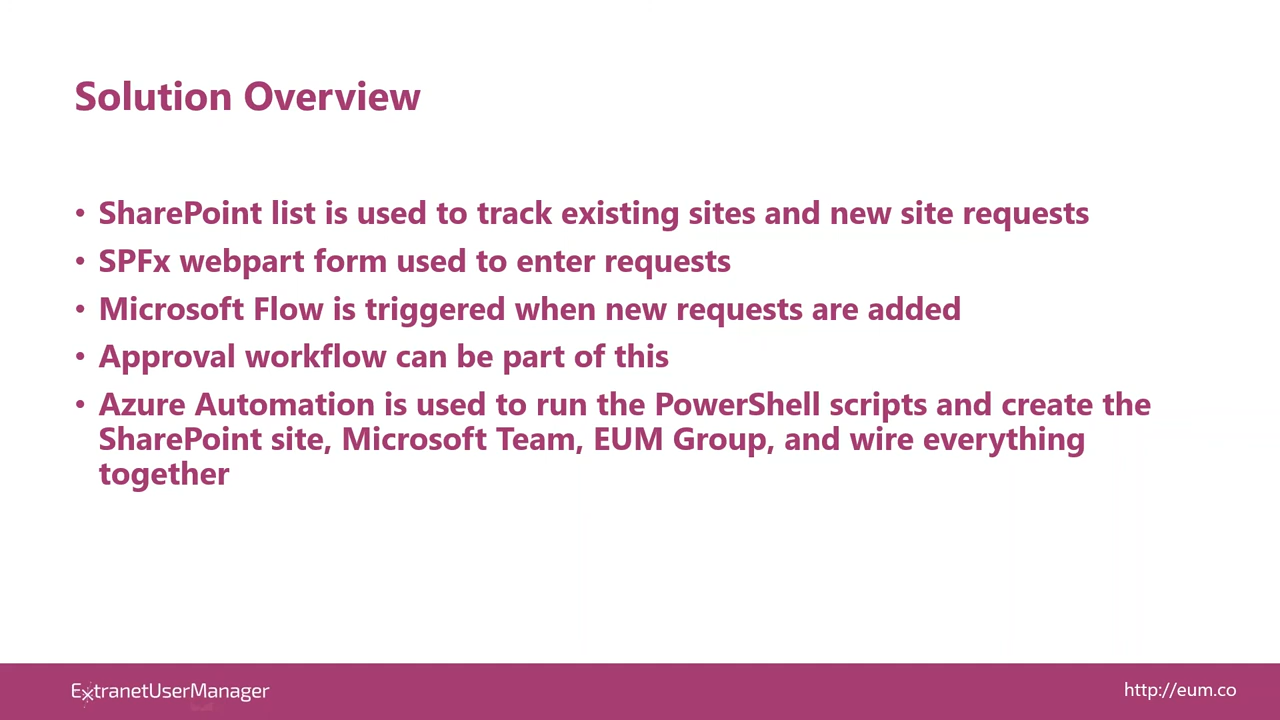 Solution Overview
• SharePoint list is used to track existing sites and new site requests
• SPFx webpart form used to enter requests
• Microsoft Flow is triggered when new requests are added
• Approval workflow can be part of this
• Azure Automation is used to run the PowerShell scripts and create the
SharePoint site, Microsoft Team, EUM Group, and wire everything
together
ExtranetUserManager
http://eum.co